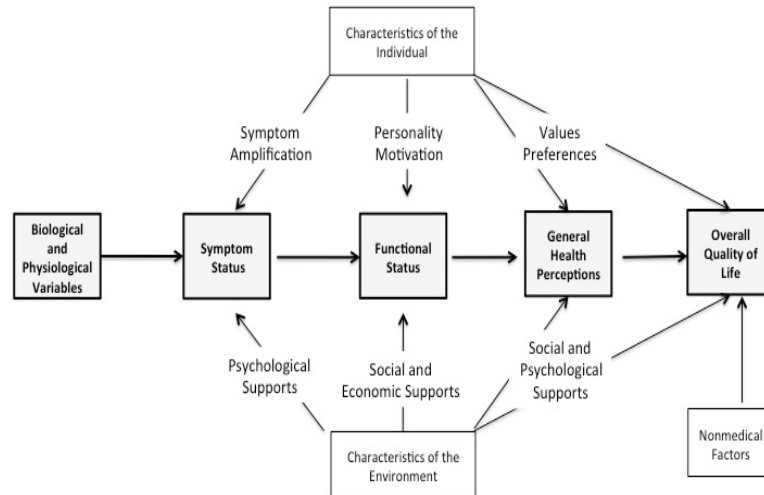 Characteristics of the
Individual
Symptom
Amplification
Personality
Motivation
Values
Preferences
Biological
and
Physiological
Variables
Symptom
Status
Functional
Status
General
Health
Perceptions
Overall
Quality of
Life
Psychological
Supports
Social and
Economic Supports
Social and
Psychological
Supports
Characteristics of the
Environment
Nonmedical
Factors